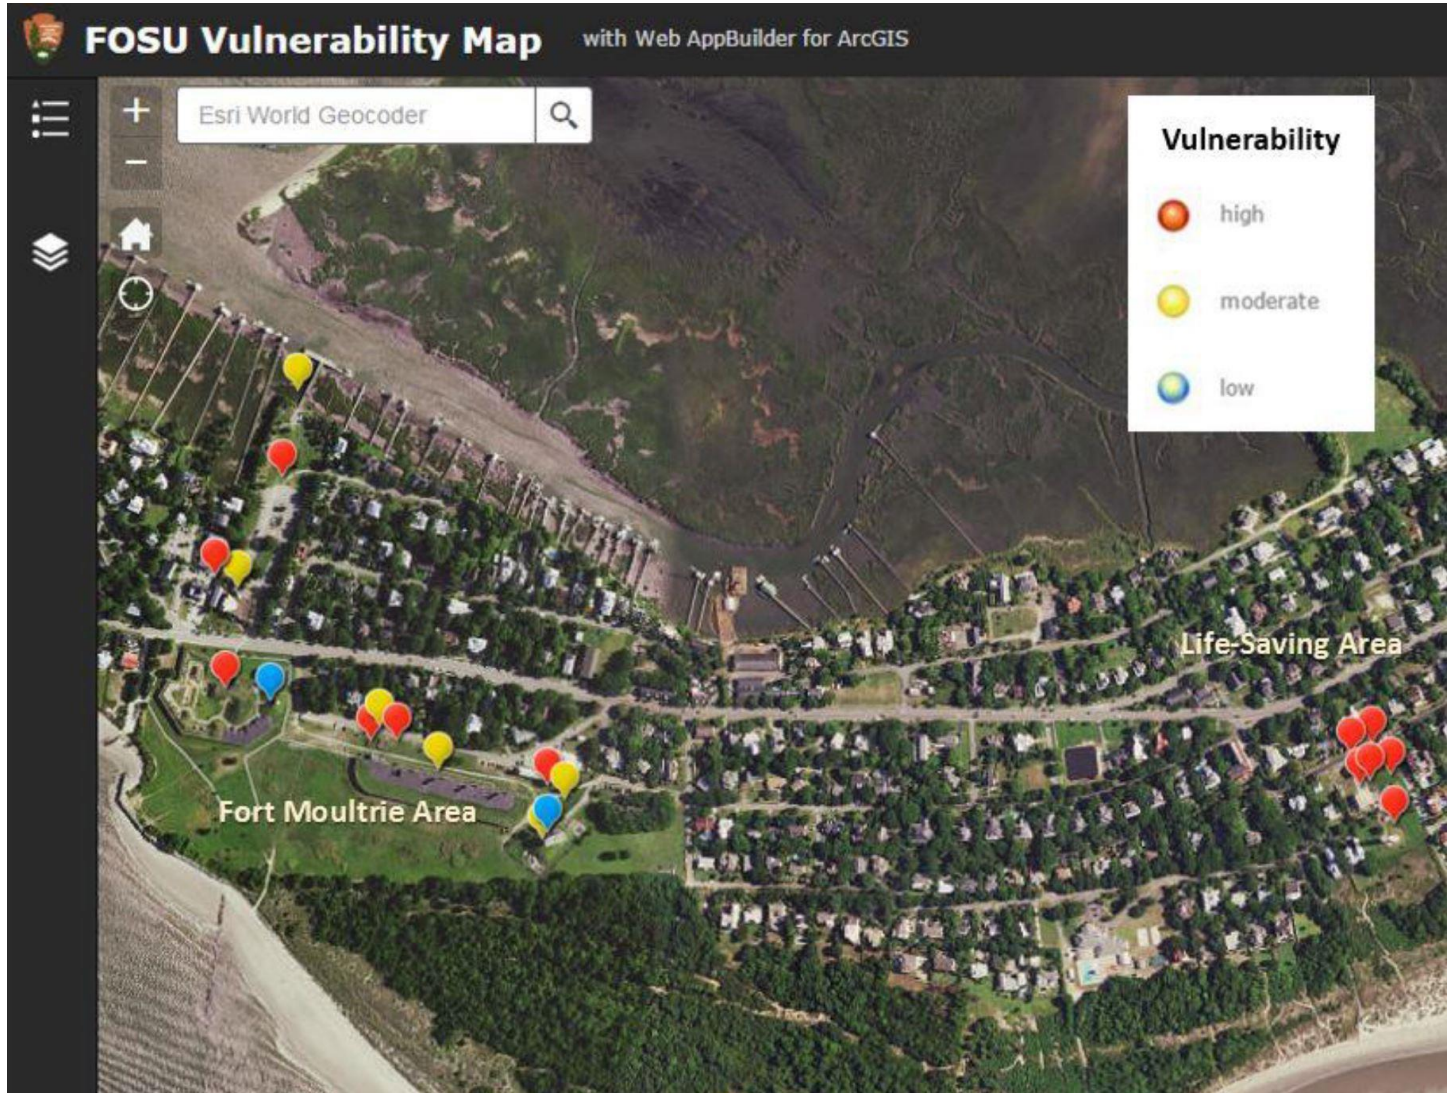 FOSU Vulnerability Map with Web AppBuilder for ArcGIS
Esri World Geocoder
Vulnerability
high
moderate
low
Life-Saving Area
Fort Moultrie Area